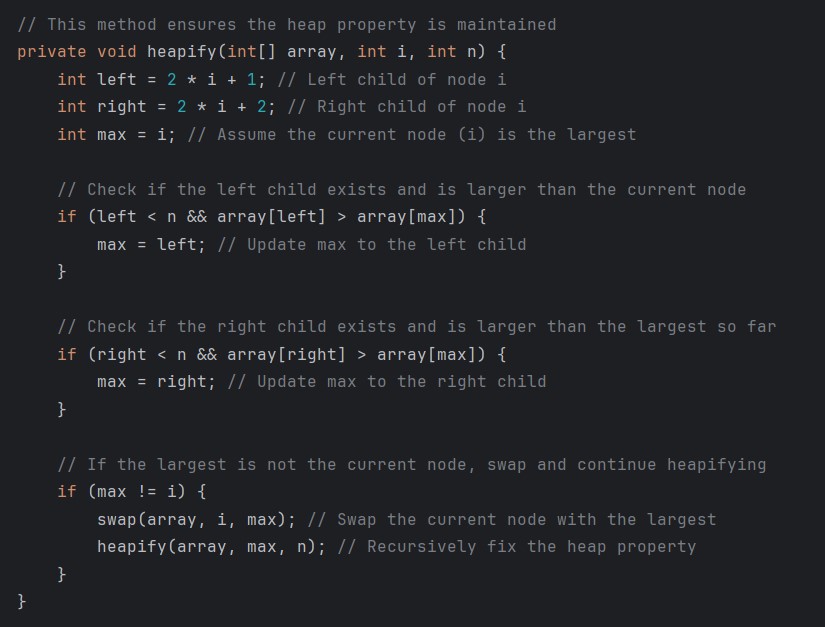 // This method ensures the heap property is maintained
private void heapify(int[] array, int i, int n) {
    int left = 2 * i + 1; // Left child of node i
    int right = 2 * i + 2; // Right child of node i
    int max = i; // Assume the current node (i) is the largest

    // Check if the left child exists and is larger than the current node
    if (left < n && array[left] > array[max]) {
        max = left; // Update max to the left child
    }

    // Check if the right child exists and is larger than the largest so far
    if (right < n && array[right] > array[max]) {
        max = right; // Update max to the right child
    }

    // If the largest is not the current node, swap and continue heapifying
    if (max != i) {
        swap(array, i, max); // Swap the current node with the largest
        heapify(array, max, n); // Recursively fix the heap property
    }
}